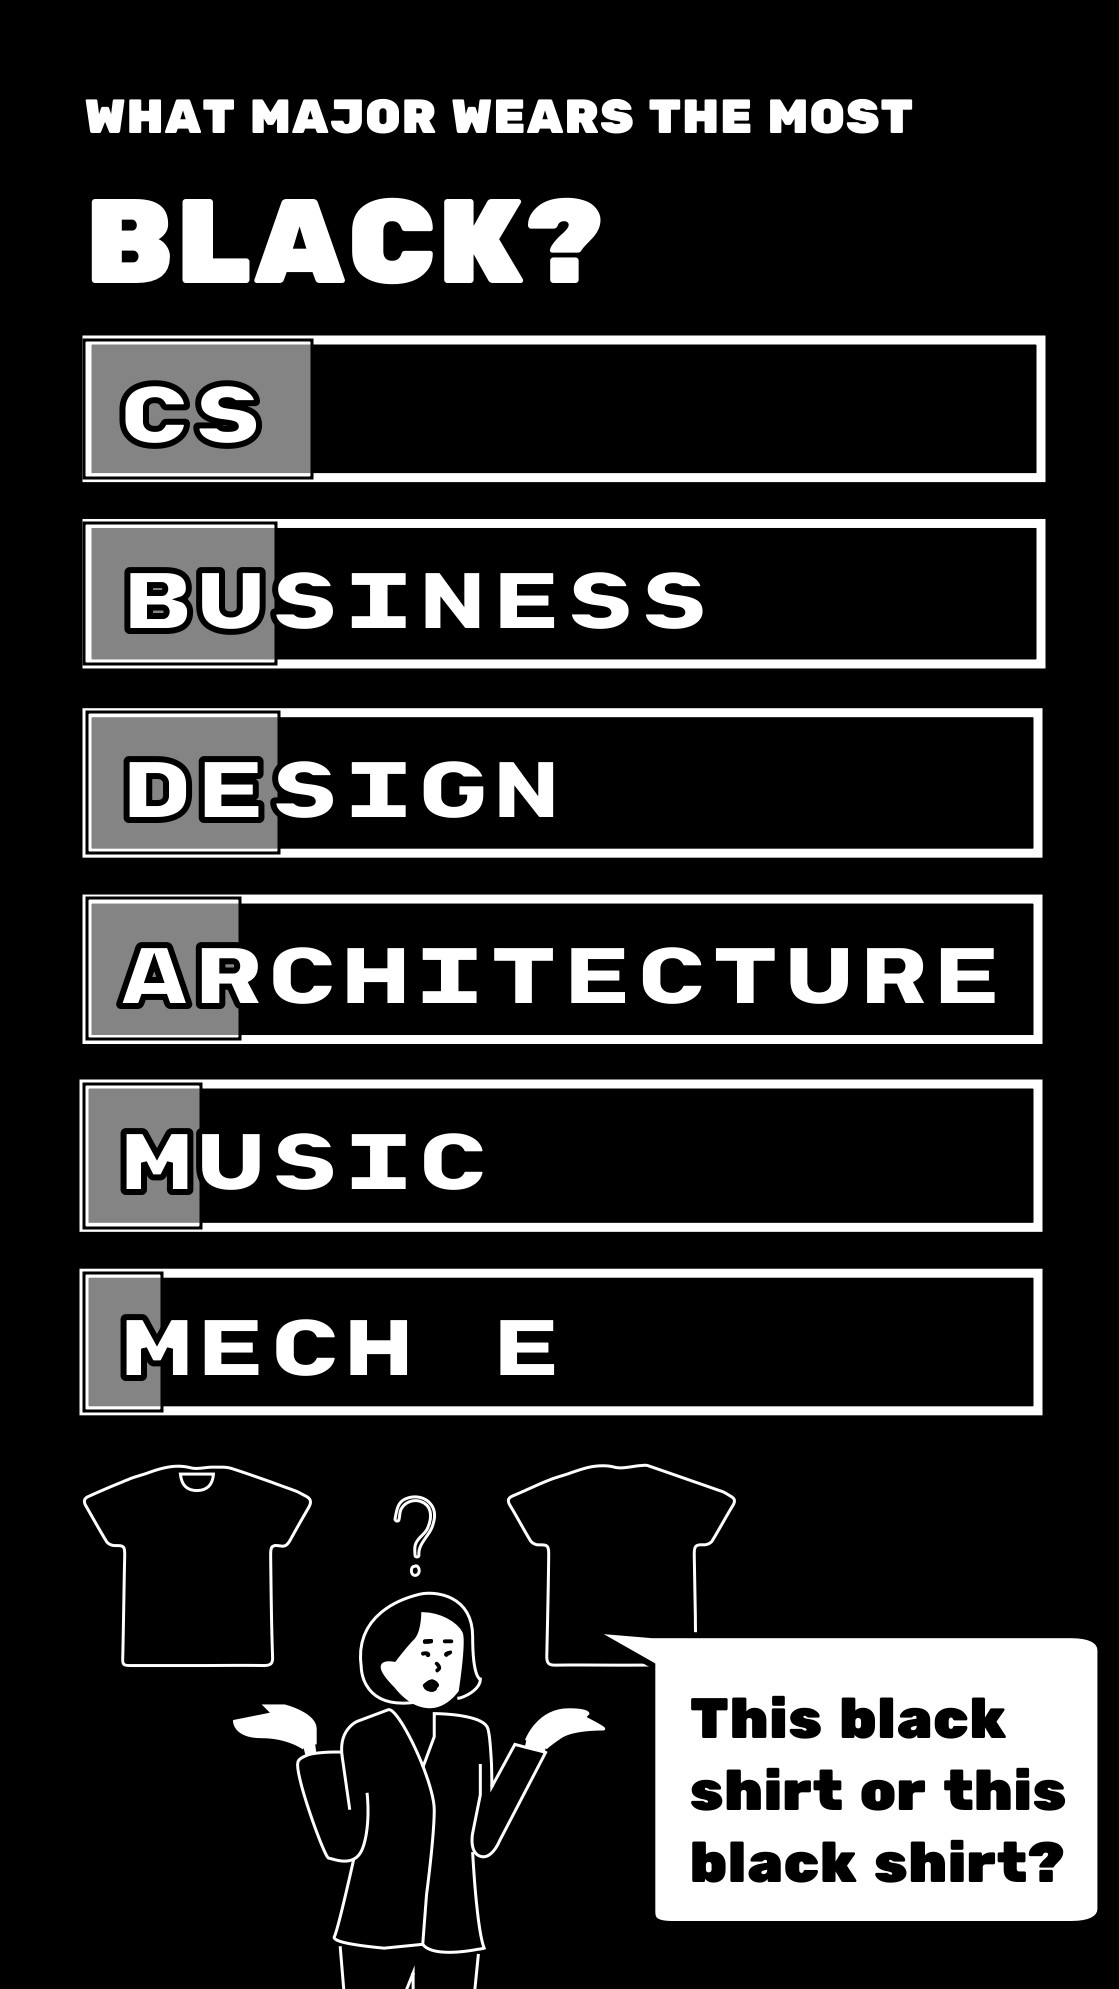 WHAT MAJOR WEARS THE MOST
BLACK?
CS
BUSINESS
DESIGN
ARCHITECTURE
MUSIC
MECH E
?
This black
shirt or this
black shirt?